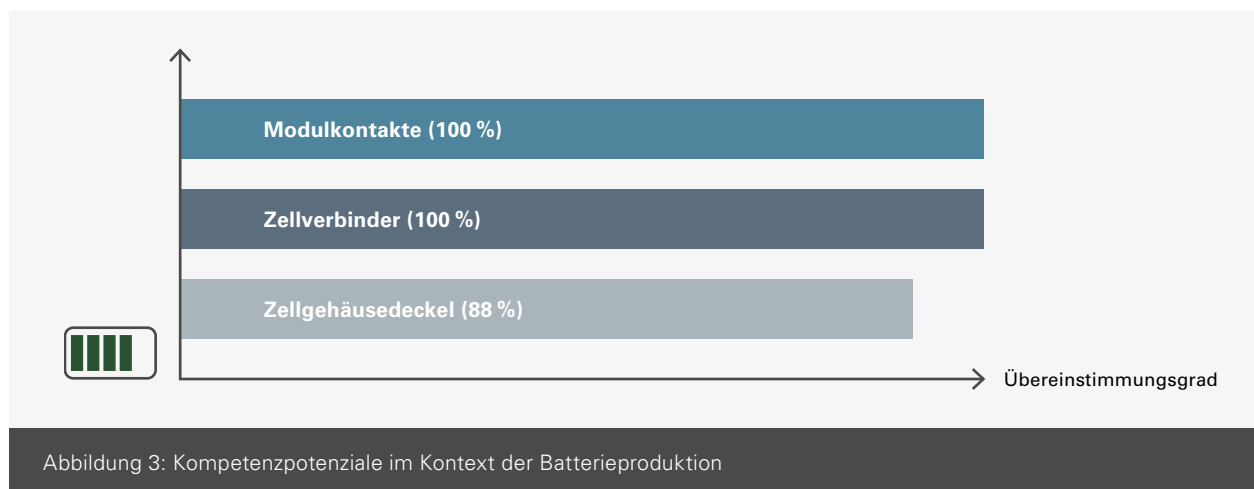 Modulkontakte (100 %)
Zellverbinder (100 %)
Zellgehäusedeckel (88 %)
Übereinstimmungsgrad
Abbildung 3: Kompetenzpotenziale im Kontext der Batterieproduktion